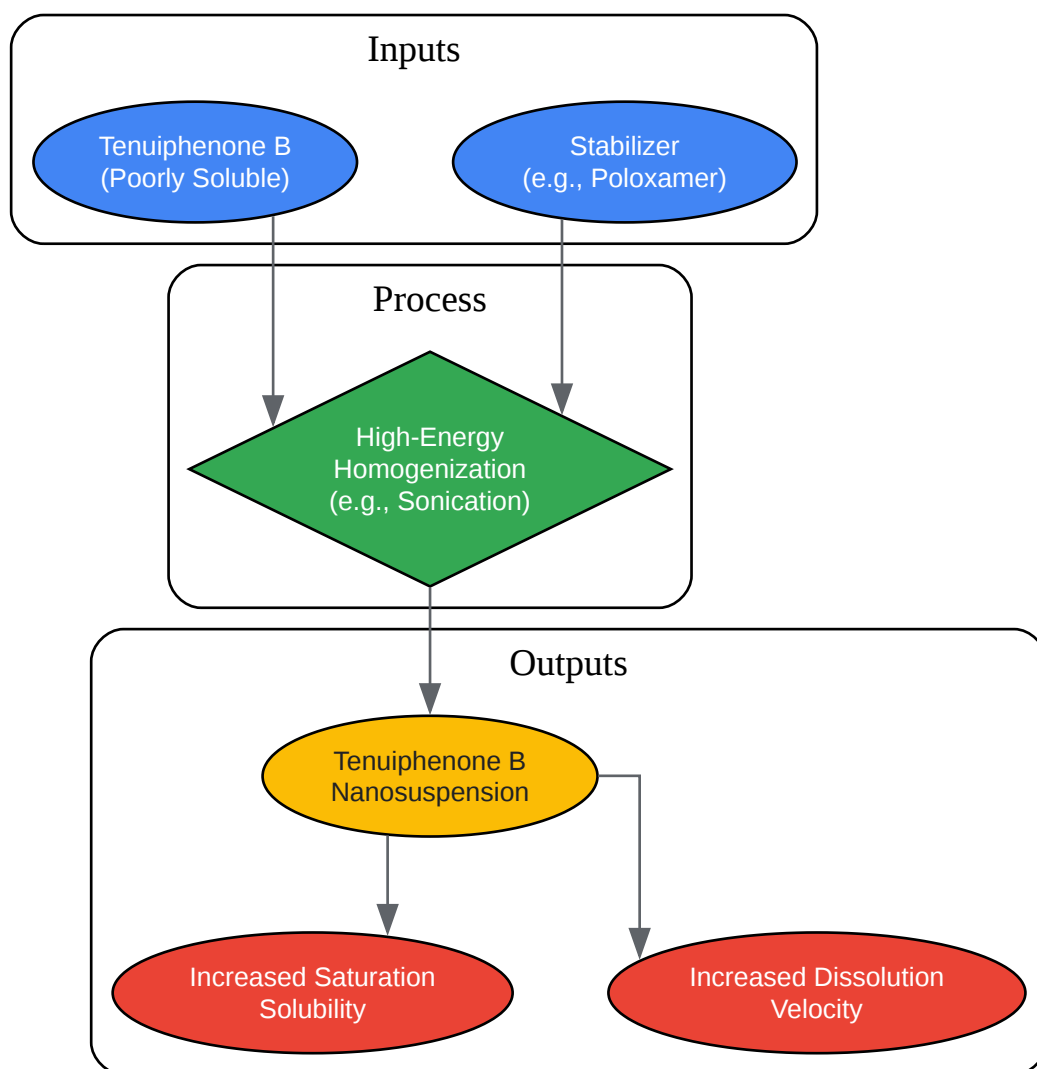 Inputs
Tenuiphenone B
(Poorly Soluble)
Stabilizer
(e.g., Poloxamer)
Process
High-Energy
Homogenization
(e.g., Sonication)
Outputs
Tenuiphenone B
Nanosuspension
Increased Saturation
Solubility
Increased Dissolution
Velocity